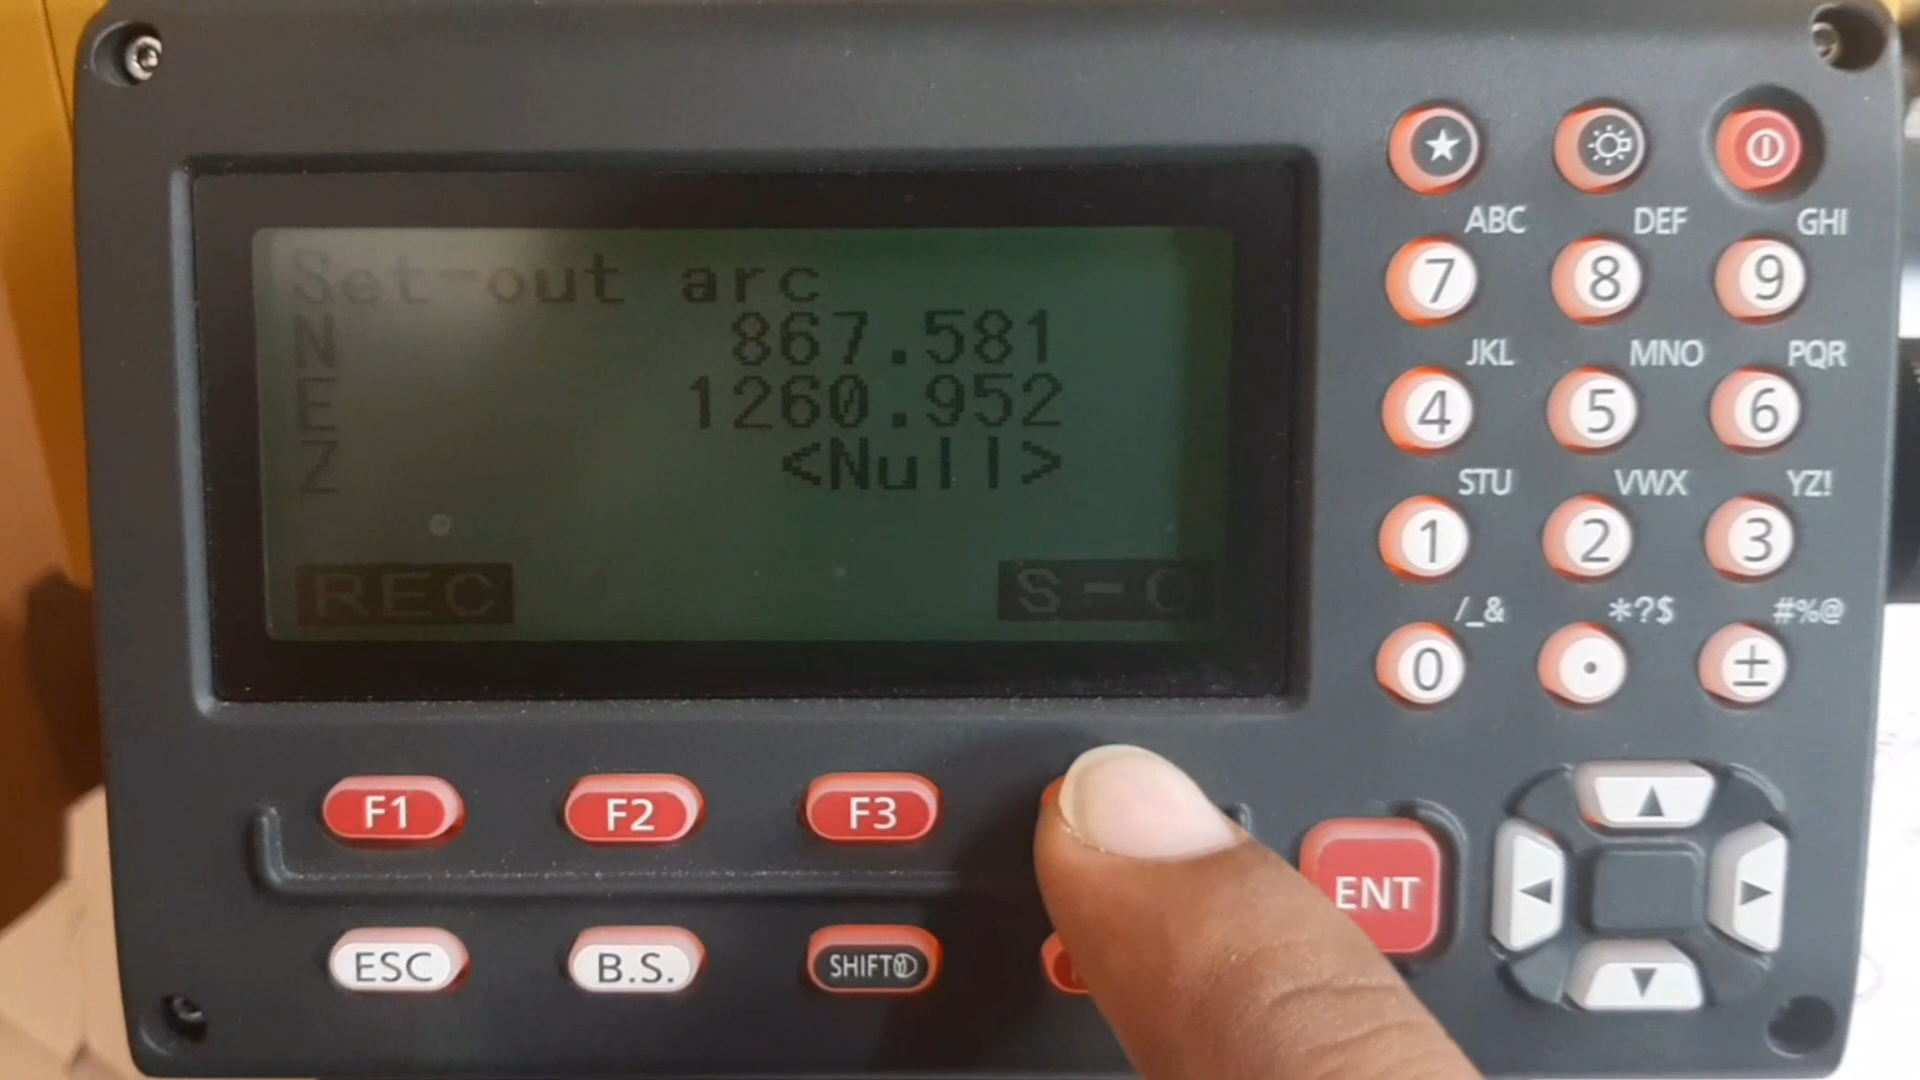 Set-out arc
N 867.581
E 1260.952
Z <Null>
REC S-O
ABC DEF GHI
7 8 9
JKL MNO PQR
4 5 6
STU VWX YZ!
1 2 3
/_& *?$ #%@
0 . ±
F1 F2 F3
ENT
ESC B.S. SHIFT